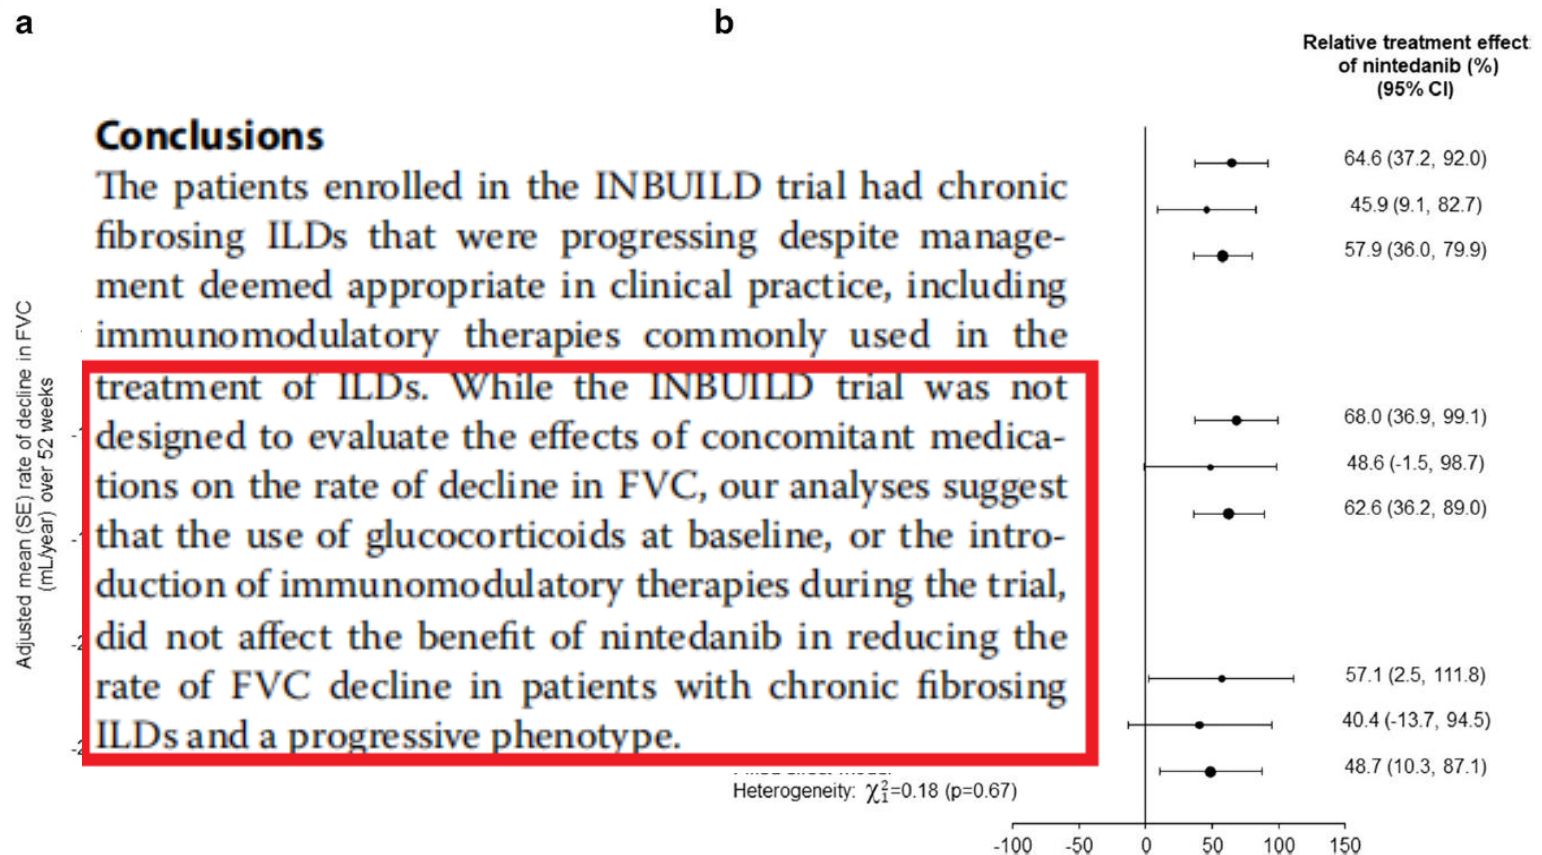 a
b
Relative treatment effect
of nintedanib (%)
(95% CI)
Conclusions
The patients enrolled in the INBUILD trial had chronic
fibrosing ILDs that were progressing despite manage-
ment deemed appropriate in clinical practice, including
immunomodulatory therapies commonly used in the
treatment of ILDs. While the INBUILD trial was not
designed to evaluate the effects of concomitant medica-
tions on the rate of decline in FVC, our analyses suggest
that the use of glucocorticoids at baseline, or the intro-
duction of immunomodulatory therapies during the trial,
did not affect the benefit of nintedanib in reducing the
rate of FVC decline in patients with chronic fibrosing
ILDs and a progressive phenotype.
Adjusted mean (SE) rate of decline in FVC
(mL/year) over 52 weeks
64.6 (37.2, 92.0)
45.9 (9.1, 82.7)
57.9 (36.0, 79.9)
68.0 (36.9, 99.1)
48.6 (-1.5, 98.7)
62.6 (36.2, 89.0)
57.1 (2.5, 111.8)
40.4 (-13.7, 94.5)
48.7 (10.3, 87.1)
Heterogeneity: χ²₁=0.18 (p=0.67)
-100 -50 0 50 100 150